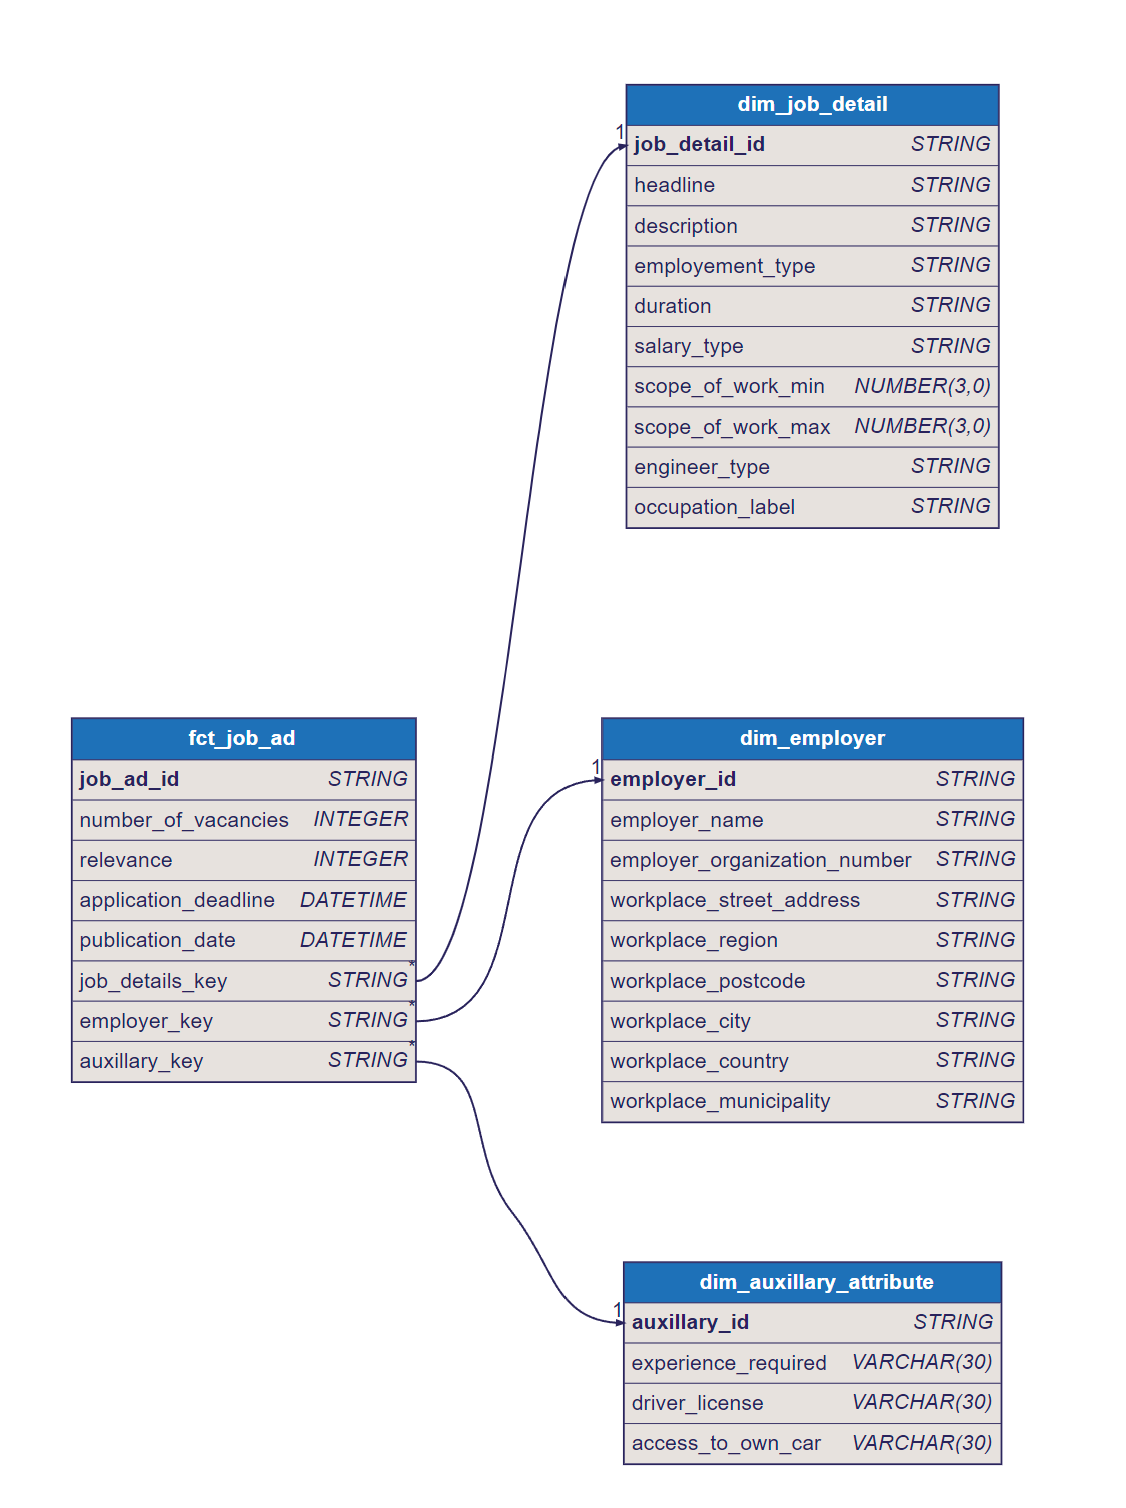 dim_job_detail
1
job_detail_id STRING
headline STRING
description STRING
employement_type STRING
duration STRING
salary_type STRING
scope_of_work_min NUMBER(3,0)
scope_of_work_max NUMBER(3,0)
engineer_type STRING
occupation_label STRING
fct_job_ad
job_ad_id STRING
number_of_vacancies INTEGER
relevance INTEGER
application_deadline DATETIME
publication_date DATETIME
*
job_details_key STRING
*
employer_key STRING
*
auxillary_key STRING
dim_employer
1
employer_id STRING
employer_name STRING
employer_organization_number STRING
workplace_street_address STRING
workplace_region STRING
workplace_postcode STRING
workplace_city STRING
workplace_country STRING
workplace_municipality STRING
dim_auxillary_attribute
1
auxillary_id STRING
experience_required VARCHAR(30)
driver_license VARCHAR(30)
access_to_own_car VARCHAR(30)